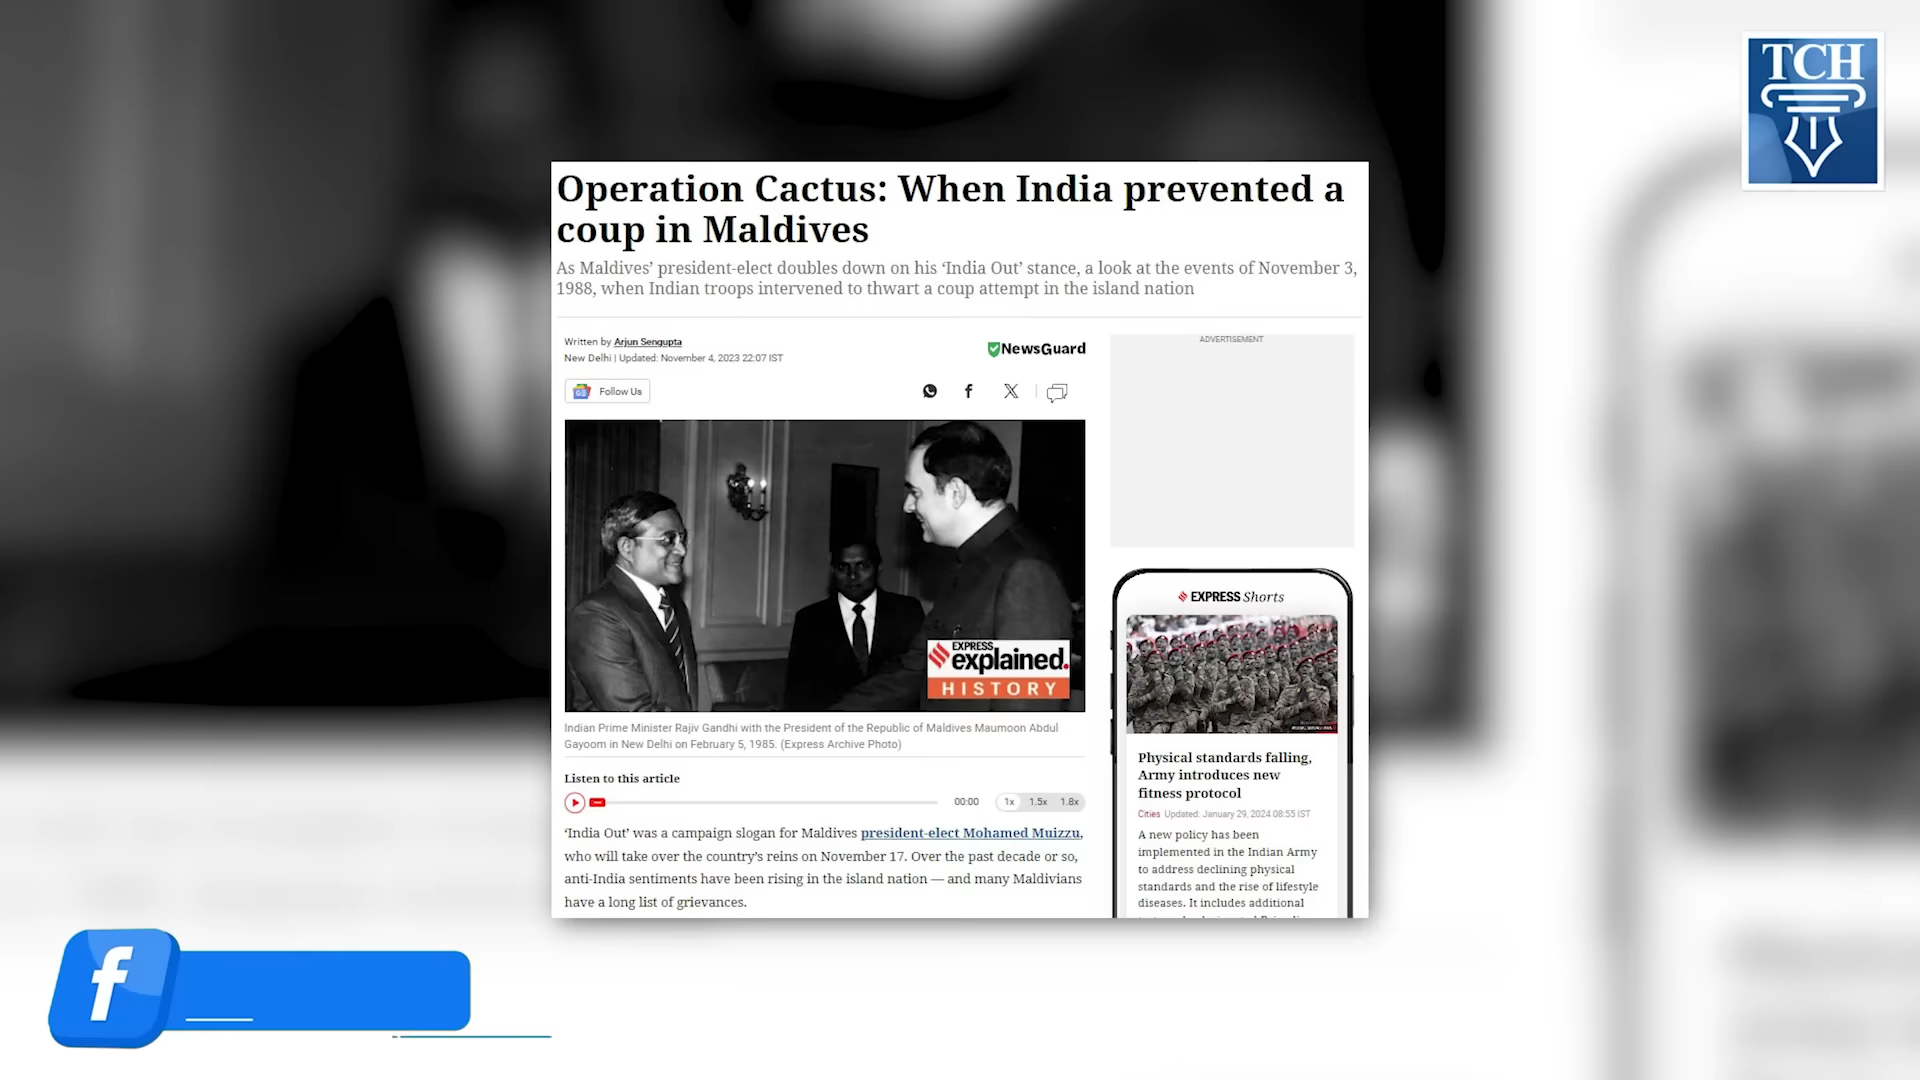 TCH
Operation Cactus: When India prevented a
coup in Maldives
As Maldives’ president-elect doubles down on his ‘India Out’ stance, a look at the events of November 3,
1988, when Indian troops intervened to thwart a coup attempt in the island nation
Written by Arjun Sengupta
New Delhi | Updated: November 4, 2023 22:07 IST
NewsGuard
Follow Us
EXPRESS
explained.
HISTORY
Indian Prime Minister Rajiv Gandhi with the President of the Republic of Maldives Maumoon Abdul
Gayoom in New Delhi on February 5, 1985. (Express Archive Photo)
Listen to this article
00:00
1x 1.5x 1.8x
‘India Out’ was a campaign slogan for Maldives president-elect Mohamed Muizzu,
who will take over the country’s reins on November 17. Over the past decade or so,
anti-India sentiments have been rising in the island nation — and many Maldivians
have a long list of grievances.
ADVERTISEMENT
EXPRESS Shorts
Physical standards falling,
Army introduces new
fitness protocol
Cities Updated: January 29, 2024 08:55 IST
A new policy has been
implemented in the Indian Army
to address declining physical
standards and the rise of lifestyle
diseases. It includes additional
f